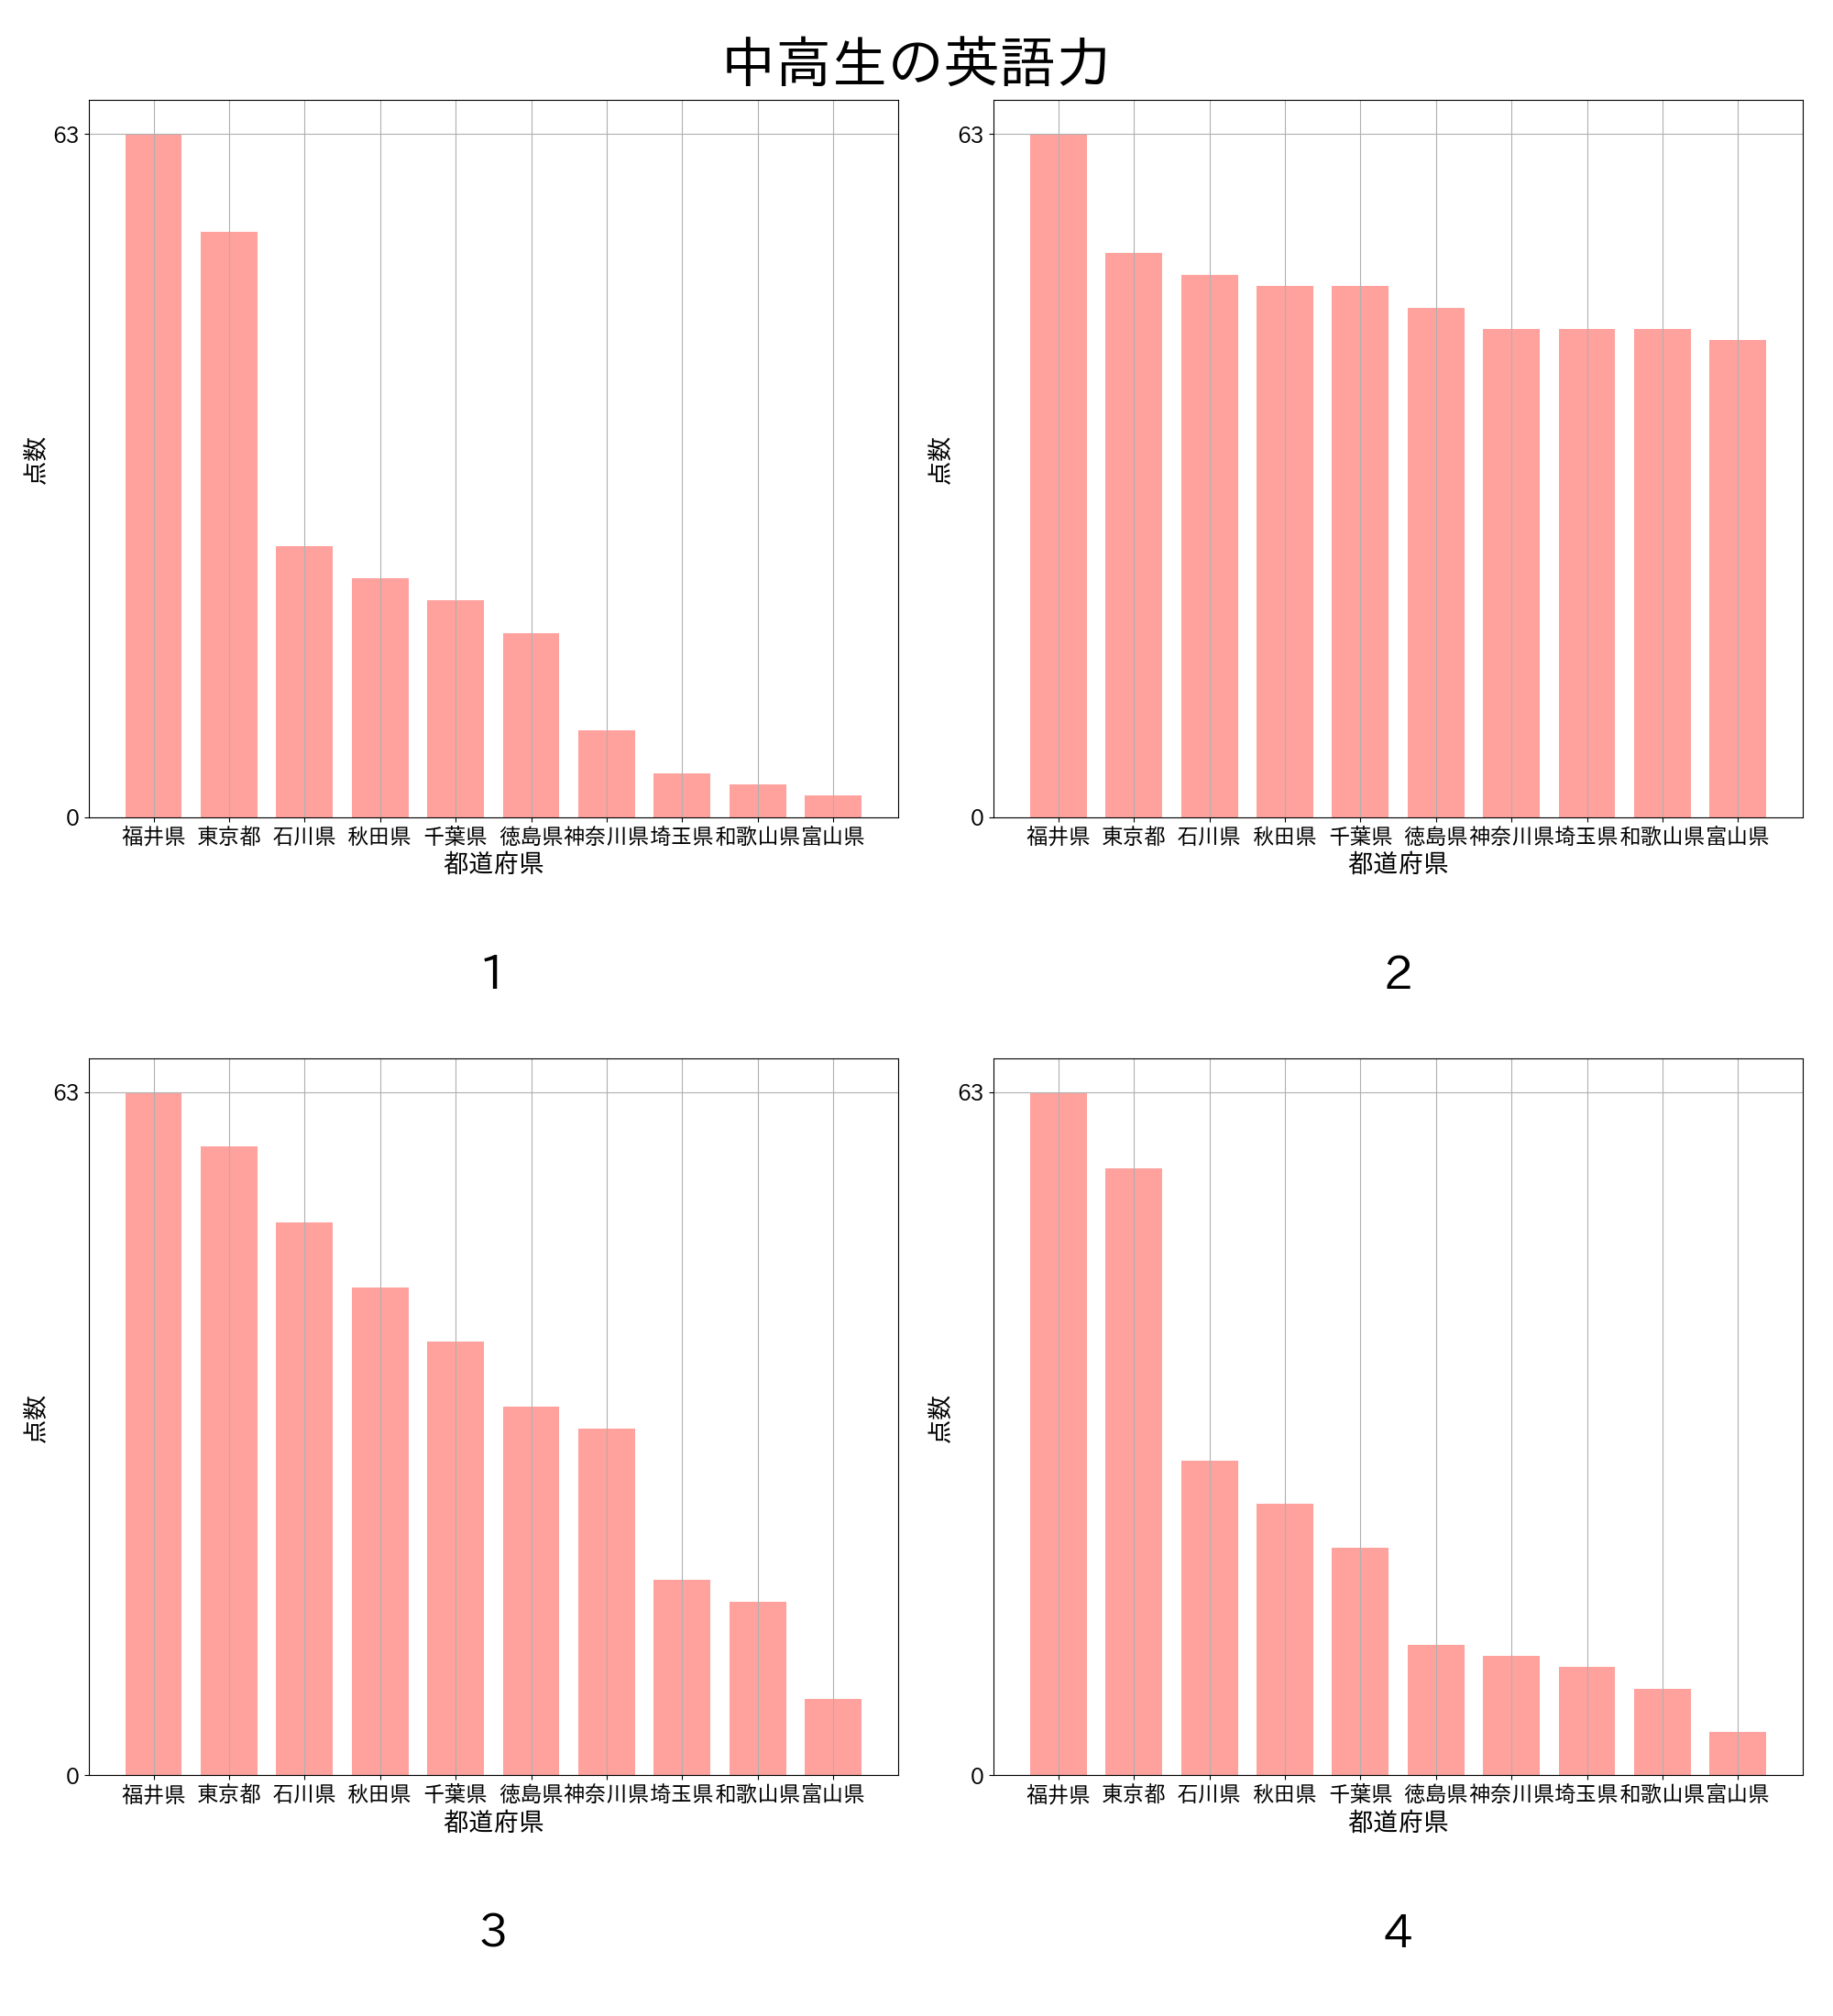 中高生の英語力
63
0
点数
福井県 東京都 石川県 秋田県 千葉県 徳島県 神奈川県 埼玉県 和歌山県 富山県
都道府県
1
63
0
点数
福井県 東京都 石川県 秋田県 千葉県 徳島県 神奈川県 埼玉県 和歌山県 富山県
都道府県
2
63
0
点数
福井県 東京都 石川県 秋田県 千葉県 徳島県 神奈川県 埼玉県 和歌山県 富山県
都道府県
3
63
0
点数
福井県 東京都 石川県 秋田県 千葉県 徳島県 神奈川県 埼玉県 和歌山県 富山県
都道府県
4